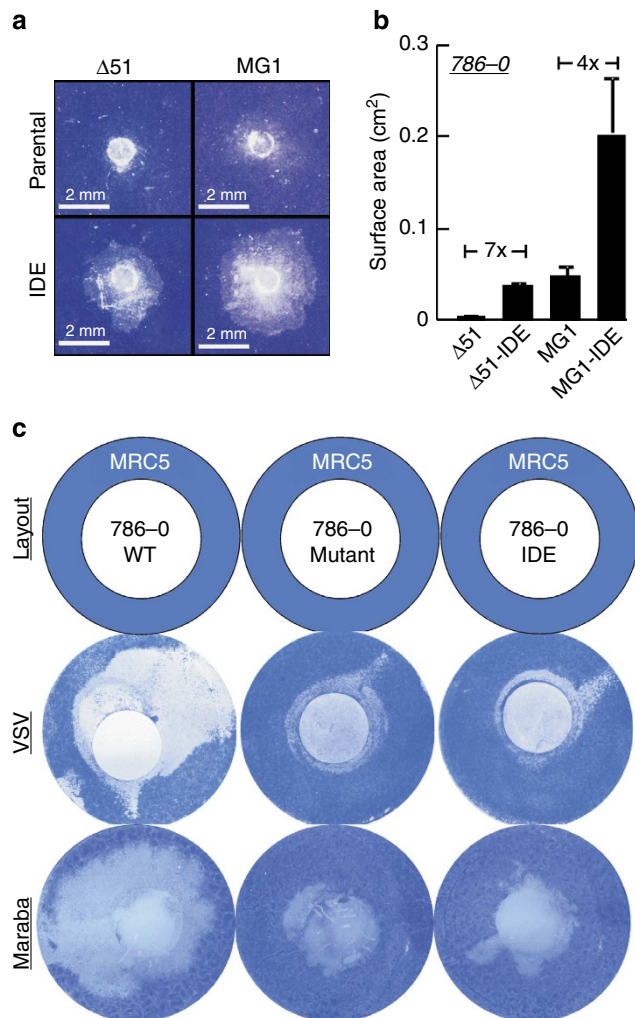 a
Δ51 MG1
Parental
2 mm 2 mm
IDE
2 mm 2 mm
b
0.3
0.2
0.1
0
Surface area (cm²)
786–0
4x
7x
Δ51
Δ51-IDE
MG1
MG1-IDE
c
Layout
MRC5 MRC5 MRC5
786–0 786–0 786–0
WT Mutant IDE
VSV
Maraba